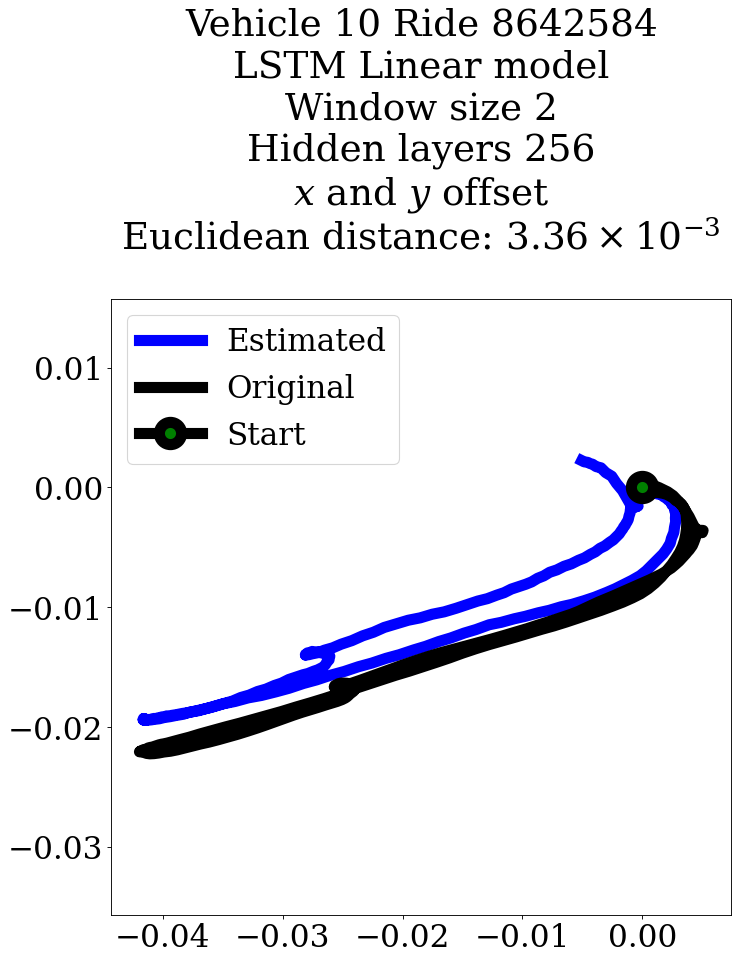 Vehicle 10 Ride 8642584
LSTM Linear model
Window size 2
Hidden layers 256
x and y offset
Euclidean distance: 3.36 × 10⁻³
Estimated
Original
Start
0.01
0.00
−0.01
−0.02
−0.03
−0.04 −0.03 −0.02 −0.01 0.00